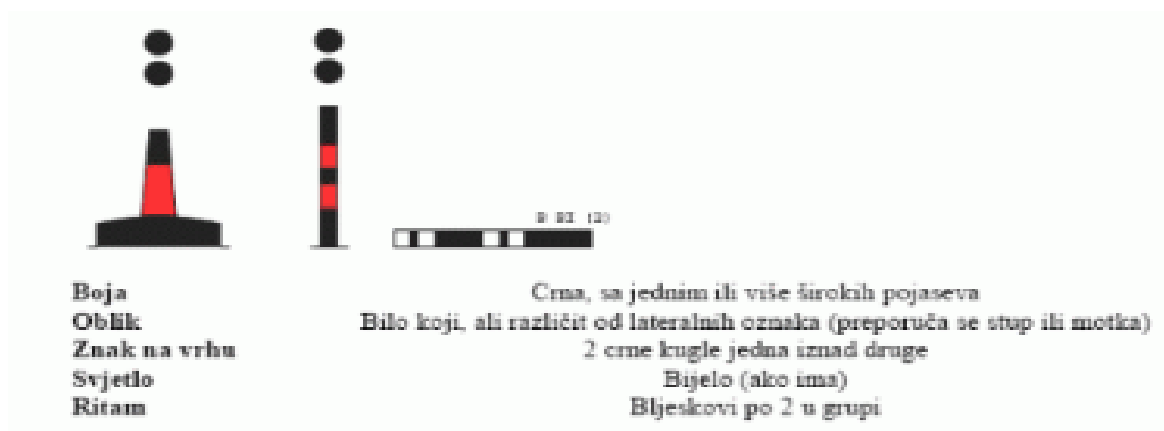 B Bl (2)
Boja Crna, sa jednim ili više širokih pojaseva
Oblik Bilo koji, ali različit od lateralnih oznaka (preporuča se stup ili motka)
Znak na vrhu 2 crne kugle jedna iznad druge
Svjetlo Bijelo (ako ima)
Ritam Bljeskovi po 2 u grupi